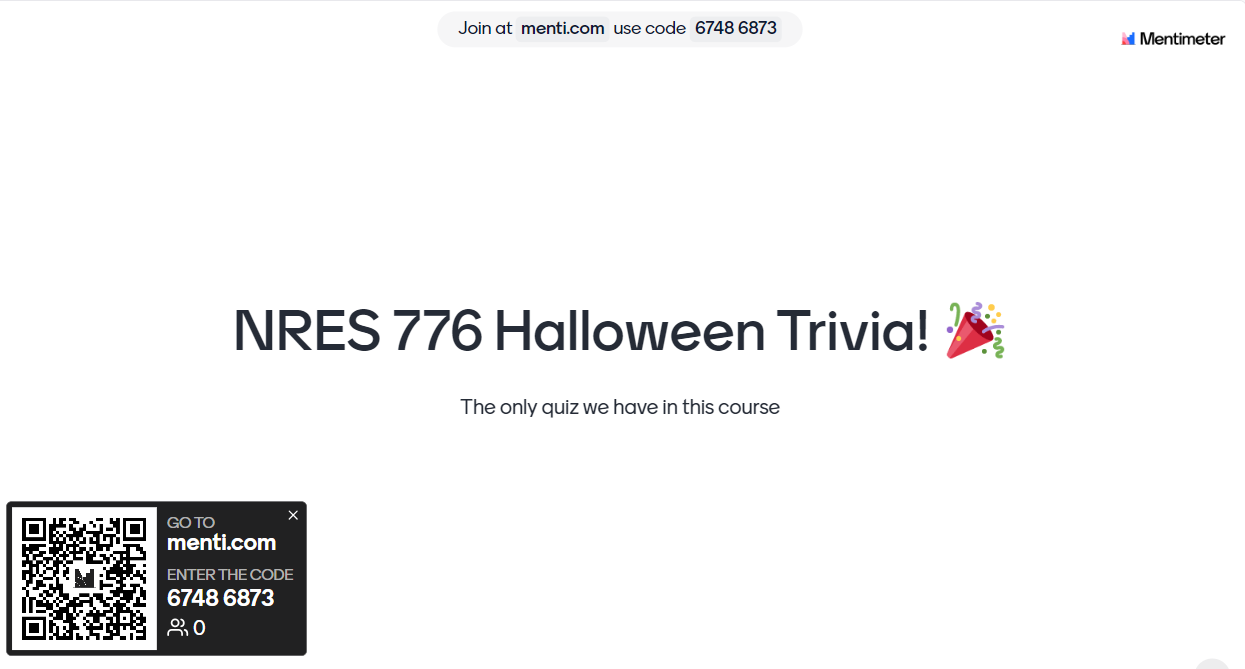 Join at menti.com use code 6748 6873
Mentimeter
NRES 776 Halloween Trivia! 🎉
The only quiz we have in this course
GO TO
menti.com
ENTER THE CODE
6748 6873
0